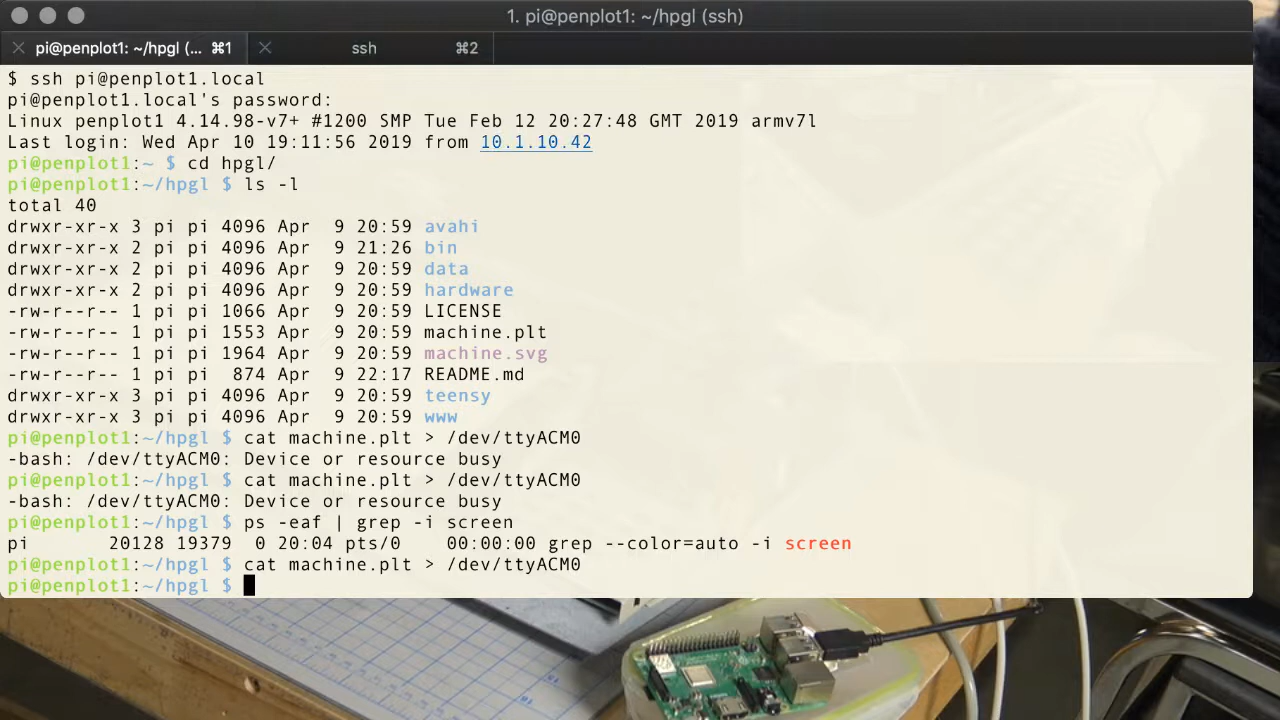 1. pi@penplot1: ~/hpgl (ssh)
pi@penplot1: ~/hpgl (... ⌘1 ssh ⌘2
$ ssh pi@penplot1.local
pi@penplot1.local's password:
Linux penplot1 4.14.98-v7+ #1200 SMP Tue Feb 12 20:27:48 GMT 2019 armv7l
Last login: Wed Apr 10 19:11:56 2019 from 10.1.10.42
pi@penplot1:~ $ cd hpgl/
pi@penplot1:~/hpgl $ ls -l
total 40
drwxr-xr-x 3 pi pi 4096 Apr  9 20:59 avahi
drwxr-xr-x 2 pi pi 4096 Apr  9 21:26 bin
drwxr-xr-x 2 pi pi 4096 Apr  9 20:59 data
drwxr-xr-x 2 pi pi 4096 Apr  9 20:59 hardware
-rw-r--r-- 1 pi pi 1066 Apr  9 20:59 LICENSE
-rw-r--r-- 1 pi pi 1553 Apr  9 20:59 machine.plt
-rw-r--r-- 1 pi pi 1964 Apr  9 20:59 machine.svg
-rw-r--r-- 1 pi pi  874 Apr  9 22:17 README.md
drwxr-xr-x 3 pi pi 4096 Apr  9 20:59 teensy
drwxr-xr-x 3 pi pi 4096 Apr  9 20:59 www
pi@penplot1:~/hpgl $ cat machine.plt > /dev/ttyACM0
-bash: /dev/ttyACM0: Device or resource busy
pi@penplot1:~/hpgl $ cat machine.plt > /dev/ttyACM0
-bash: /dev/ttyACM0: Device or resource busy
pi@penplot1:~/hpgl $ ps -eaf | grep -i screen
pi       20128 19379  0 20:04 pts/0    00:00:00 grep --color=auto -i screen
pi@penplot1:~/hpgl $ cat machine.plt > /dev/ttyACM0
pi@penplot1:~/hpgl $